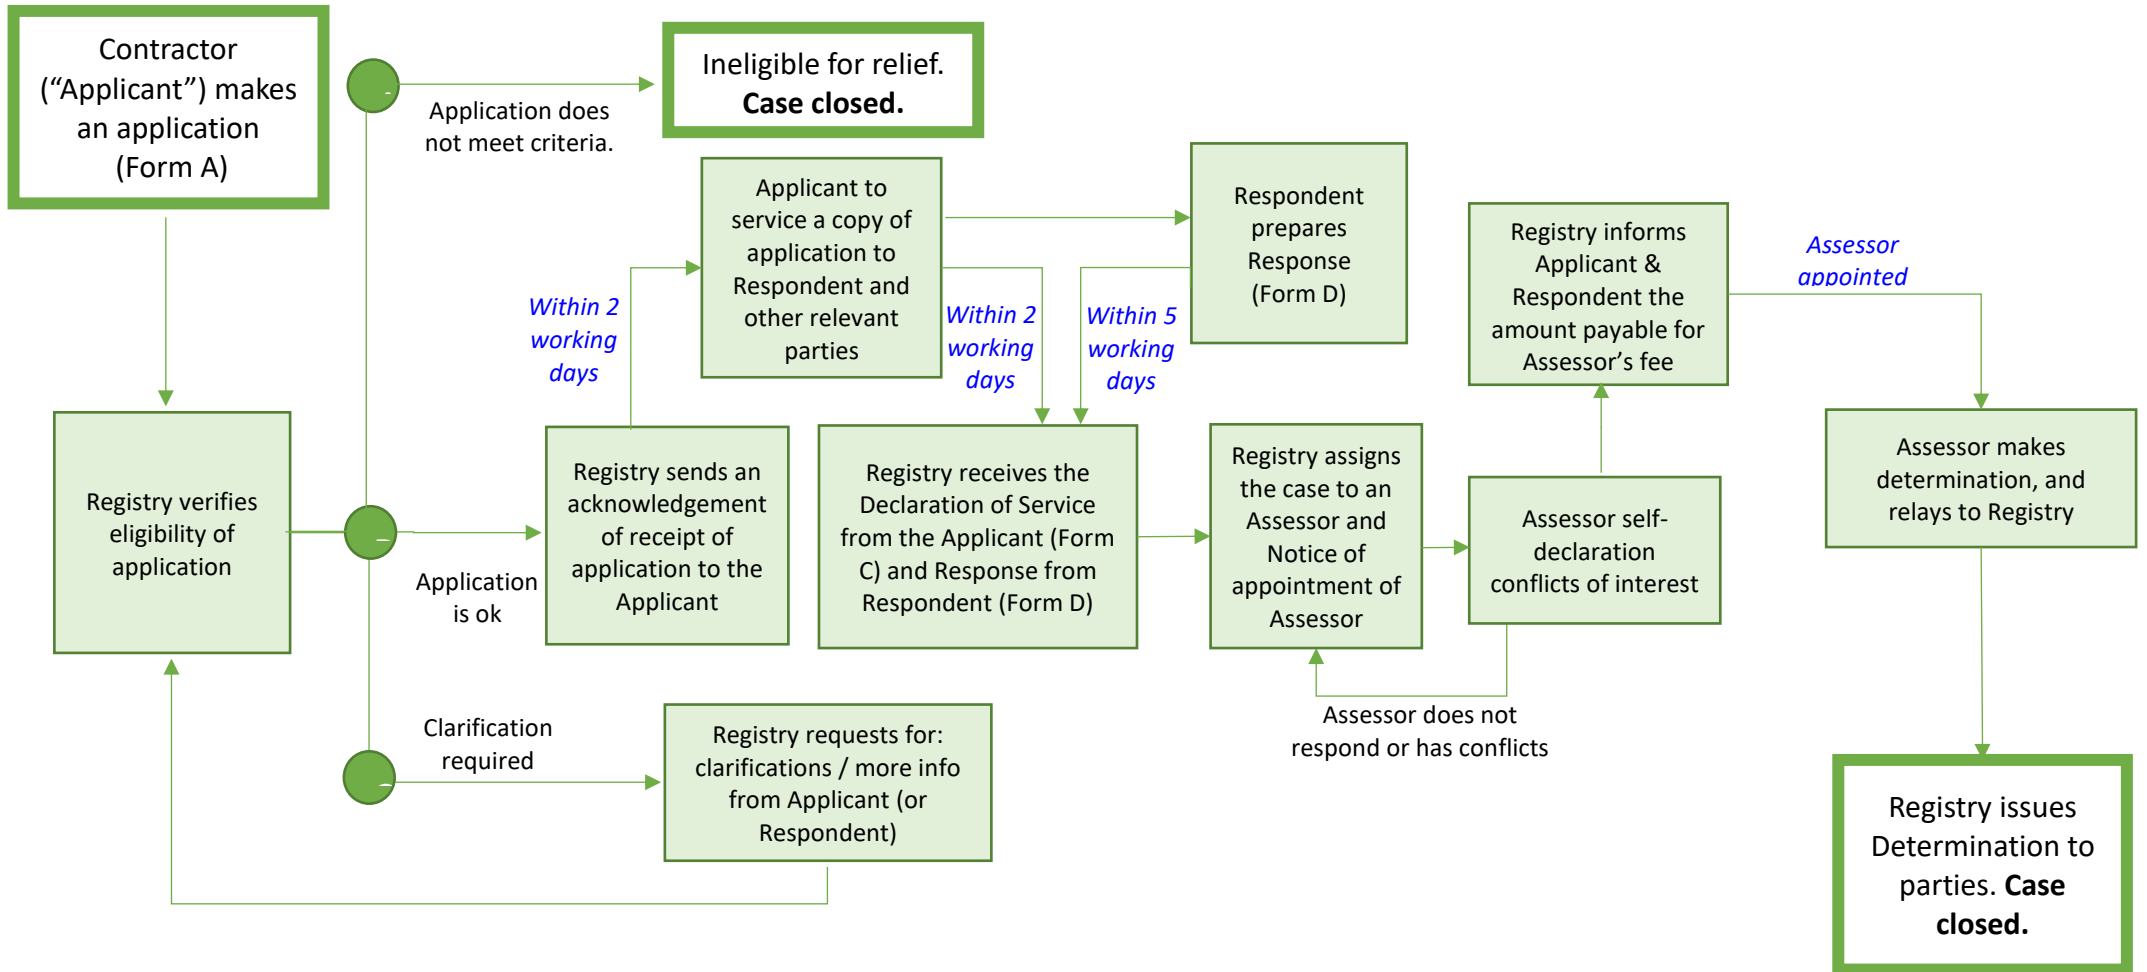 Contractor
(“Applicant”) makes
an application
(Form A)
Application does
not meet criteria.
Ineligible for relief.
Case closed.
Registry verifies
eligibility of
application
Application
is ok
Registry sends an
acknowledgement
of receipt of
application to the
Applicant
Within 2
working
days
Applicant to
service a copy of
application to
Respondent and
other relevant
parties
Within 2
working
days
Within 5
working
days
Respondent
prepares
Response
(Form D)
Registry receives the
Declaration of Service
from the Applicant (Form
C) and Response from
Respondent (Form D)
Registry assigns
the case to an
Assessor and
Notice of
appointment of
Assessor
Assessor self-
declaration
conflicts of interest
Assessor does not
respond or has conflicts
Registry informs
Applicant &
Respondent the
amount payable for
Assessor’s fee
Assessor
appointed
Assessor makes
determination, and
relays to Registry
Registry issues
Determination to
parties. Case
closed.
Clarification
required
Registry requests for:
clarifications / more info
from Applicant (or
Respondent)